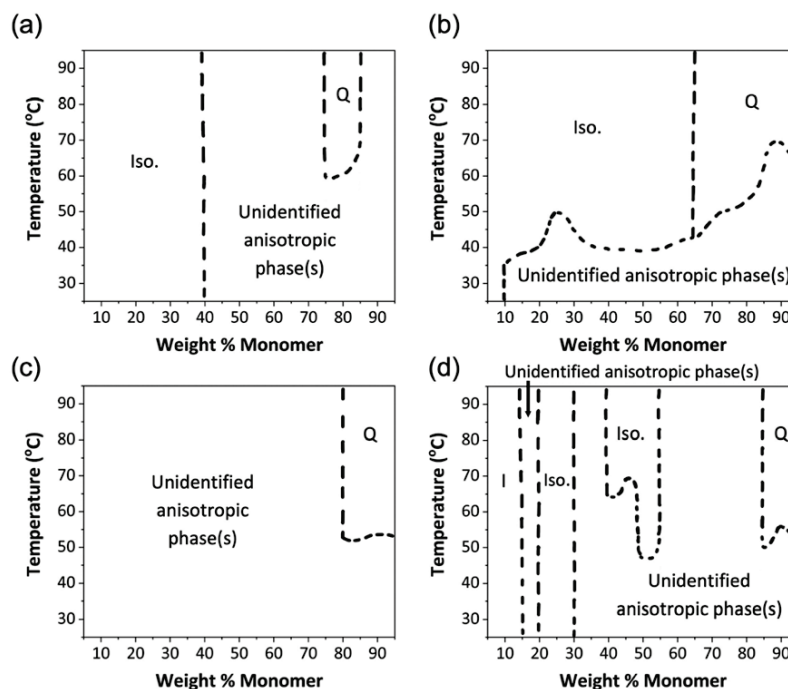 (a)
Temperature (°C)
90
80
70
60
50
40
30
Q
Iso.
Unidentified
anisotropic
phase(s)
10 20 30 40 50 60 70 80 90
Weight % Monomer
(b)
Temperature (°C)
90
80
70
60
50
40
30
Q
Iso.
Unidentified anisotropic phase(s)
10 20 30 40 50 60 70 80 90
Weight % Monomer
(c)
Temperature (°C)
90
80
70
60
50
40
30
Q
Unidentified
anisotropic
phase(s)
10 20 30 40 50 60 70 80 90
Weight % Monomer
(d)
Unidentified anisotropic phase(s)
Temperature (°C)
90
80
70
60
50
40
30
Iso.
Q
I
Iso.
Unidentified
anisotropic phase(s)
10 20 30 40 50 60 70 80 90
Weight % Monomer